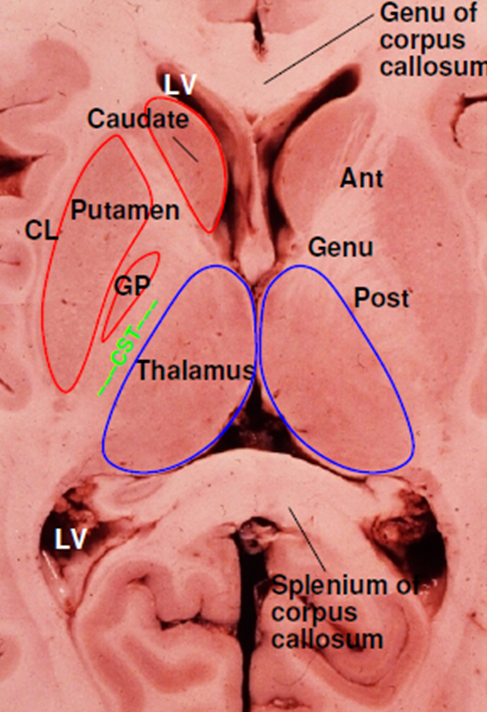 Genu of
corpus
callosum
LV
Caudate
Ant
Putamen
CL
Genu
GP
Post
----CST----
Thalamus
LV
Splenium of
corpus
callosum